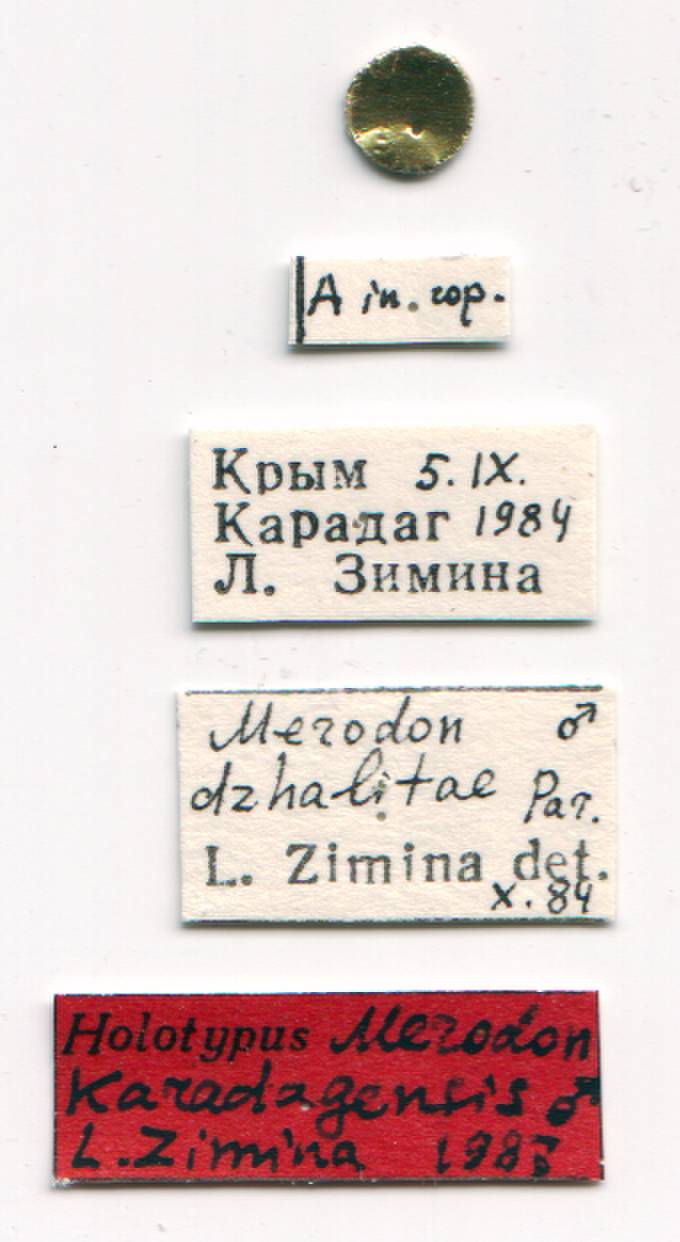 A in. cop.
Крым 5.IX.
Карадаг 1984
Л. Зимина
Merodon ♂
dzhalitae Par.
L. Zimina det.
X.84
Holotypus Merodon
Karadagensis ♂
L. Zimina